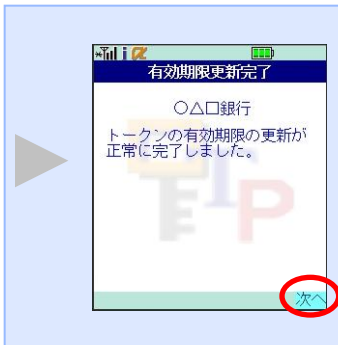 有効期限更新完了
○△□銀行
トークンの有効期限の更新が
正常に完了しました。
OTP
次へ